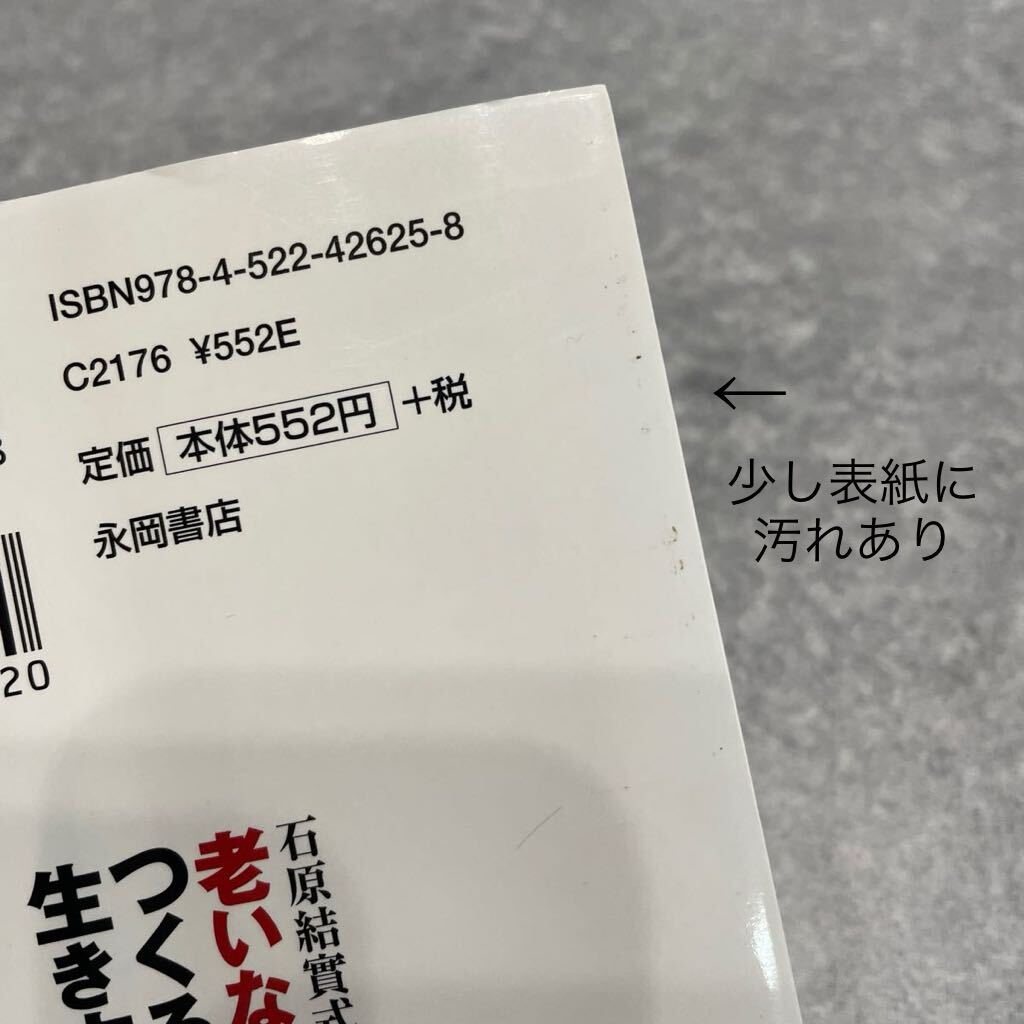 ISBN978-4-522-42625-8
C2176 ¥552E
定価 本体552円 +税
永岡書店
8
20
←
少し表紙に
汚れあり
石原結實式
老いな
つくる
生き